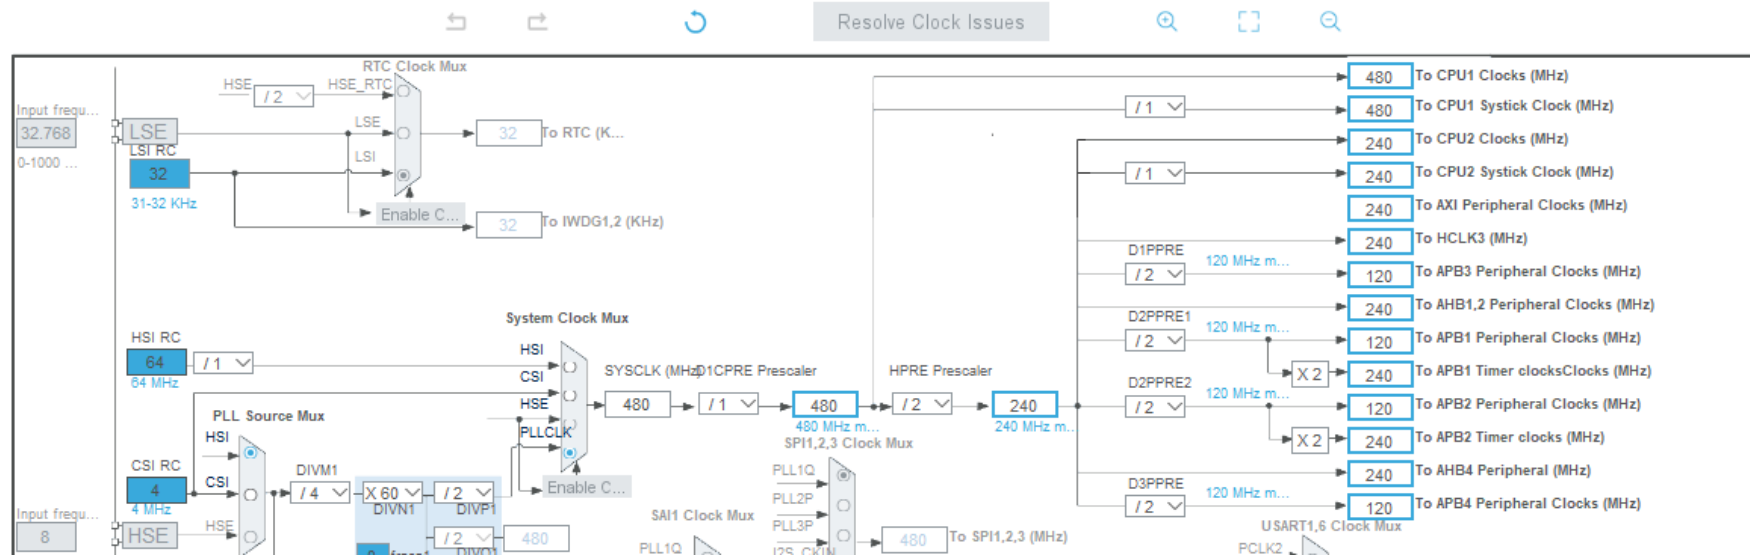 Resolve Clock Issues
RTC Clock Mux
HSE
/ 2
HSE_RTC
Input frequ...
32.768
0-1000 ...
LSE
LSE
32
To RTC (K...
LSI RC
32
31-32 KHz
LSI
Enable C...
32
To IWDG1,2 (KHz)
480
To CPU1 Clocks (MHz)
/ 1
480
To CPU1 Systick Clock (MHz)
240
To CPU2 Clocks (MHz)
/ 1
240
To CPU2 Systick Clock (MHz)
240
To AXI Peripheral Clocks (MHz)
240
To HCLK3 (MHz)
D1PPRE
/ 2
120 MHz m...
120
To APB3 Peripheral Clocks (MHz)
240
To AHB1,2 Peripheral Clocks (MHz)
D2PPRE1
/ 2
120 MHz m...
120
To APB1 Peripheral Clocks (MHz)
X 2
240
To APB1 Timer clocksClocks (MHz)
D2PPRE2
/ 2
120 MHz m...
120
To APB2 Peripheral Clocks (MHz)
X 2
240
To APB2 Timer clocks (MHz)
240
To AHB4 Peripheral (MHz)
D3PPRE
/ 2
120 MHz m...
120
To APB4 Peripheral Clocks (MHz)
System Clock Mux
HSI RC
64
64 MHz
/ 1
HSI
CSI
HSE
PLLCLK
SYSCLK (MHz)
480
D1CPRE Prescaler
/ 1
480
480 MHz m...
HPRE Prescaler
/ 2
240
240 MHz m..
Enable C...
PLL Source Mux
HSI
CSI RC
4
4 MHz
CSI
DIVM1
/ 4
X 60
DIVN1
/ 2
DIVP1
Input frequ...
8
HSE
HSE
/ 2
DIVQ1
480
SPI1,2,3 Clock Mux
PLL1Q
PLL2P
PLL3P
I2S_CKIN
480
To SPI1,2,3 (MHz)
SAI1 Clock Mux
PLL1Q
USART1,6 Clock Mux
PCLK2